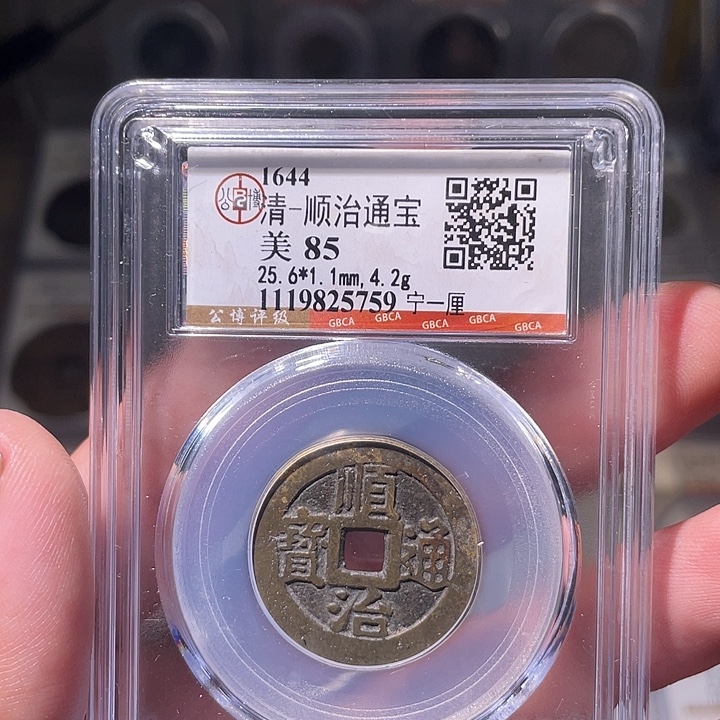 1644
清-顺治通宝
美 85
25.6*1.1mm,4.2g
1119825759 宁一厘
公博评级 GBCA GBCA GBCA GBCA GBCA
順治通寶